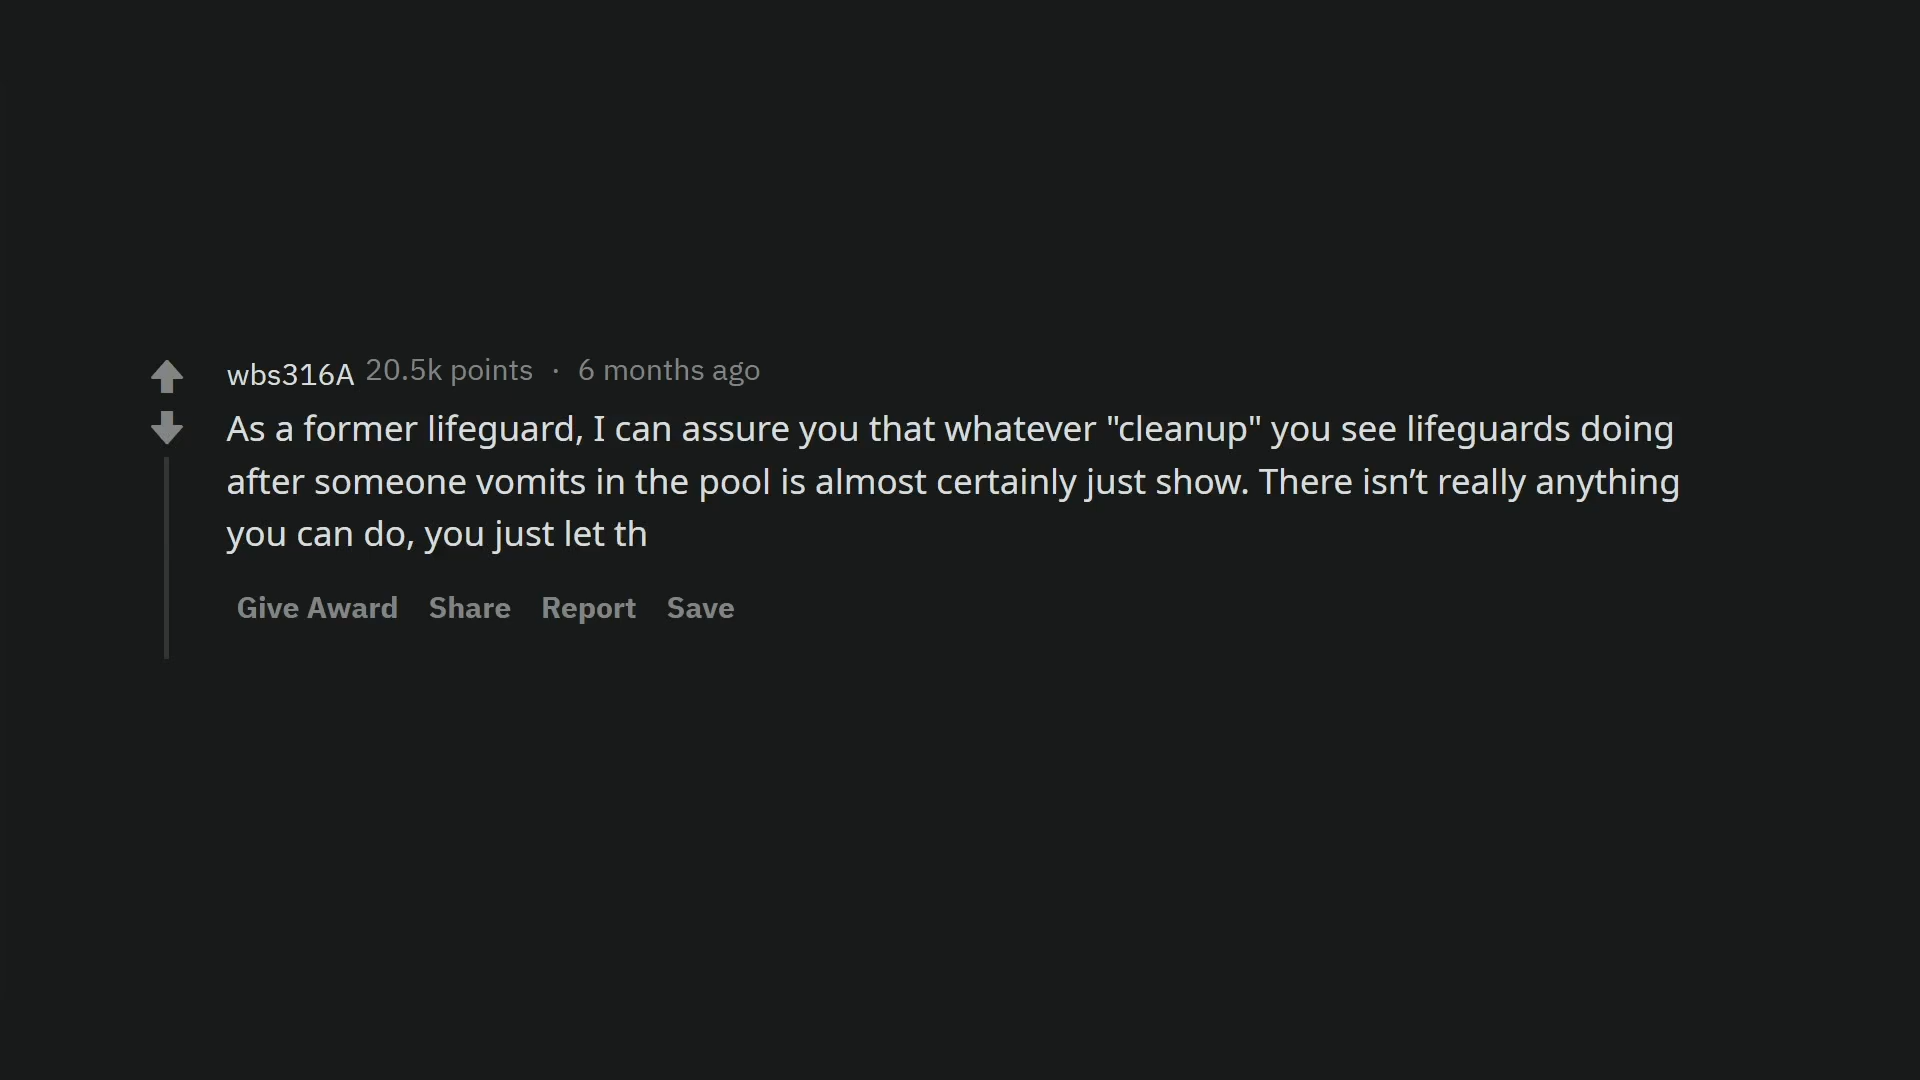 wbs316A 20.5k points · 6 months ago
As a former lifeguard, I can assure you that whatever "cleanup" you see lifeguards doing
after someone vomits in the pool is almost certainly just show. There isn’t really anything
you can do, you just let th
Give Award Share Report Save